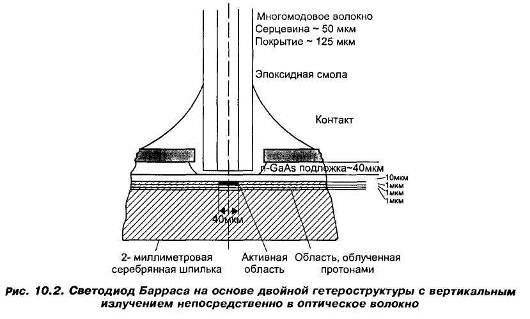 Многомодовое волокно
Серцевина ~ 50 мкм
Покрытие ~ 125 мкм
Эпоксидная смола
Контакт
n-GaAs подложка~40мкм
10мкм
1мкм
1мкм
1мкм
40мкм
2- миллиметровая
серебрянная шпилька
Активная
область
Область, облученная
протонами
Рис. 10.2. Светодиод Барраса на основе двойной гетероструктуры с вертикальным
излучением непосредственно в оптическое волокно